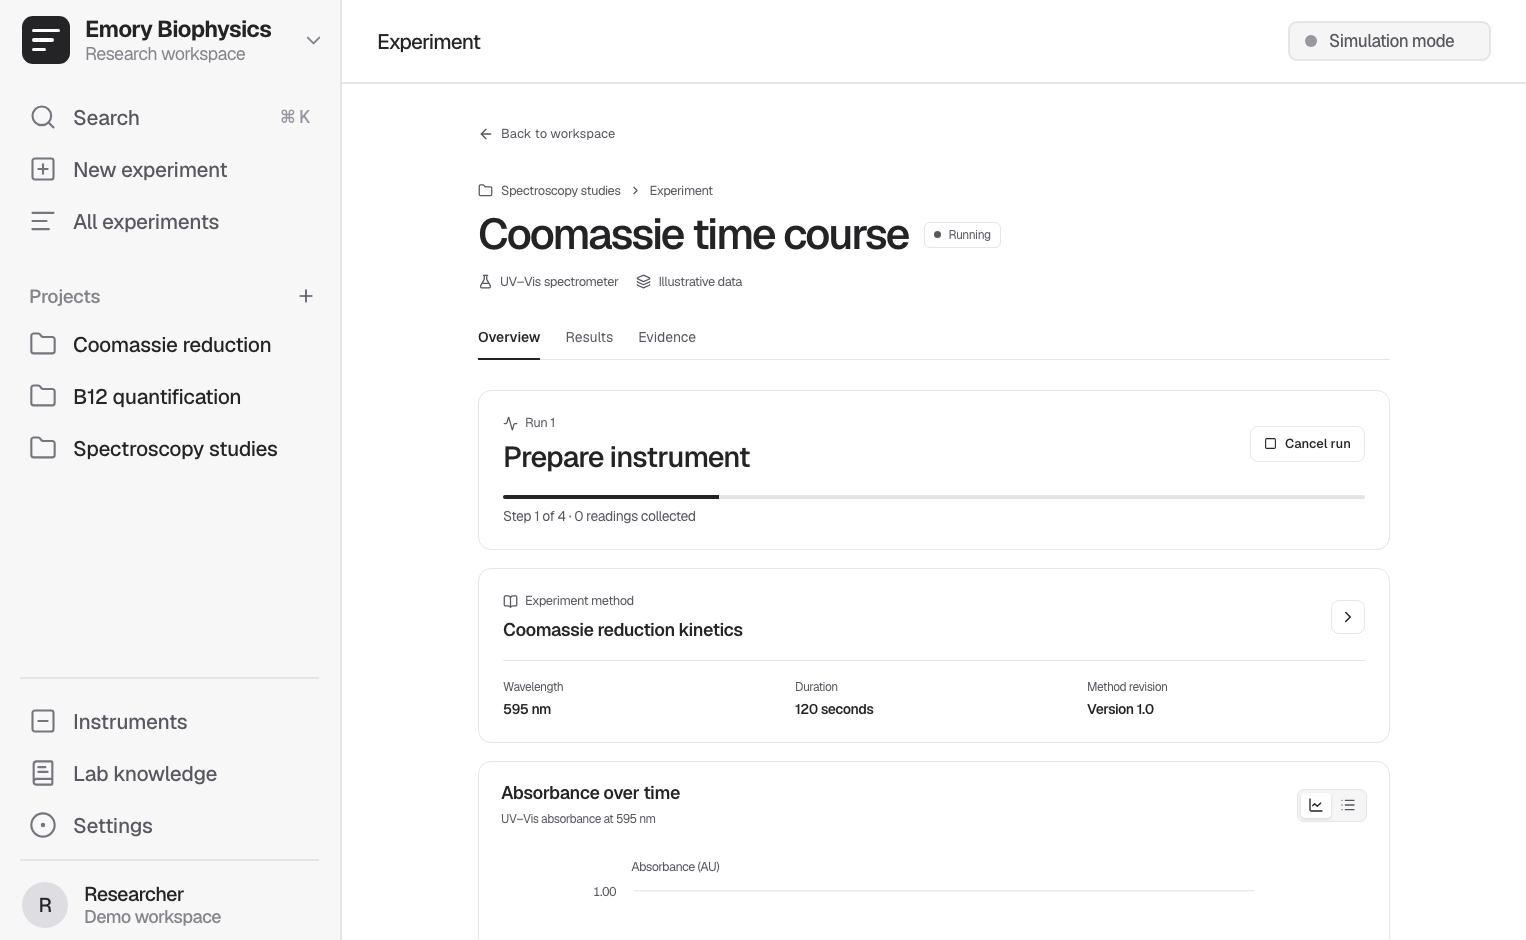 Emory Biophysics
Research workspace
Search ⌘ K
New experiment
All experiments
Projects
Coomassie reduction
B12 quantification
Spectroscopy studies
Instruments
Lab knowledge
Settings
R
Researcher
Demo workspace
Experiment
Simulation mode
Back to workspace
Spectroscopy studies > Experiment
Coomassie time course
Running
UV–Vis spectrometer
Illustrative data
Overview Results Evidence
Run 1
Prepare instrument
Cancel run
Step 1 of 4 · 0 readings collected
Experiment method
Coomassie reduction kinetics
Wavelength
595 nm
Duration
120 seconds
Method revision
Version 1.0
Absorbance over time
UV–Vis absorbance at 595 nm
Absorbance (AU)
1.00